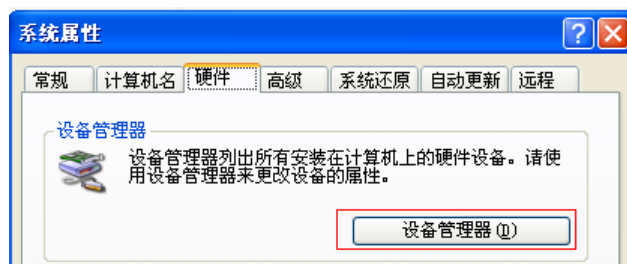 系统属性
常规 计算机名 硬件 高级 系统还原 自动更新 远程
设备管理器
设备管理器列出所有安装在计算机上的硬件设备。请使
用设备管理器来更改设备的属性。
设备管理器(D)